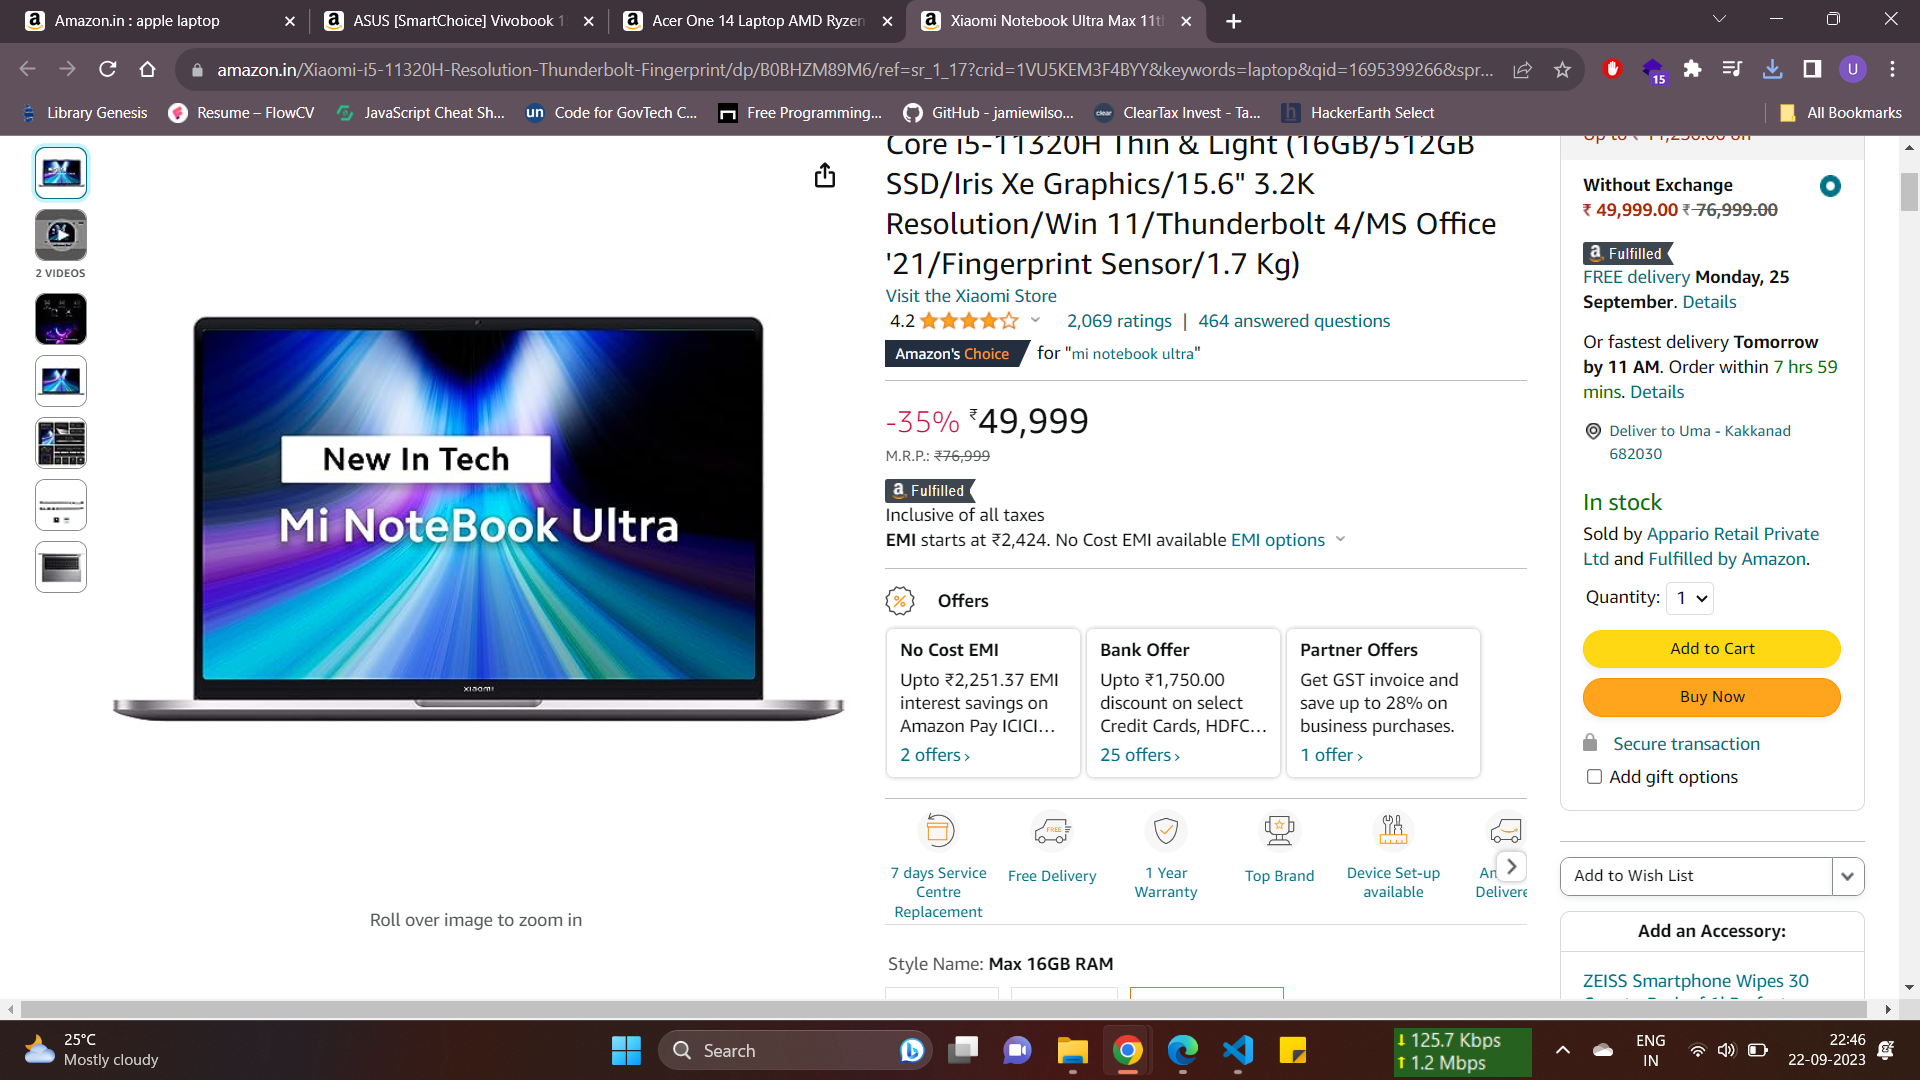 Amazon.in : apple laptop
ASUS [SmartChoice] Vivobook 1
Acer One 14 Laptop AMD Ryzen
Xiaomi Notebook Ultra Max 11th
amazon.in/Xiaomi-i5-11320H-Resolution-Thunderbolt-Fingerprint/dp/B0BHZM89M6/ref=sr_1_17?crid=1VU5KEM3F4BYY&keywords=laptop&qid=1695399266&spr...
15
U
Library Genesis
Resume – FlowCV
JavaScript Cheat Sh...
un
Code for GovTech C...
Free Programming...
GitHub - jamiewilso...
clear
ClearTax Invest - Ta...
h
HackerEarth Select
All Bookmarks
2 VIDEOS
New In Tech
Mi NoteBook Ultra
xiaomi
Roll over image to zoom in
Core i5-11320H Thin & Light (16GB/512GB
SSD/Iris Xe Graphics/15.6" 3.2K
Resolution/Win 11/Thunderbolt 4/MS Office
'21/Fingerprint Sensor/1.7 Kg)
Visit the Xiaomi Store
4.2
2,069 ratings | 464 answered questions
Amazon's Choice for "mi notebook ultra"
-35% ₹49,999
M.R.P.: ₹76,999
a Fulfilled
Inclusive of all taxes
EMI starts at ₹2,424. No Cost EMI available EMI options
% Offers
No Cost EMI
Upto ₹2,251.37 EMI
interest savings on
Amazon Pay ICICI…
2 offers ›
Bank Offer
Upto ₹1,750.00
discount on select
Credit Cards, HDFC…
25 offers ›
Partner Offers
Get GST invoice and
save up to 28% on
business purchases.
1 offer ›
7 days Service
Centre
Replacement
FREE
Free Delivery
1 Year
Warranty
Top Brand
Device Set-up
available
Delivere
Style Name: Max 16GB RAM
Without Exchange
₹ 49,999.00 ₹ 76,999.00
a Fulfilled
FREE delivery Monday, 25
September. Details
Or fastest delivery Tomorrow
by 11 AM. Order within 7 hrs 59
mins. Details
Deliver to Uma - Kakkanad
682030
In stock
Sold by Appario Retail Private
Ltd and Fulfilled by Amazon.
Quantity: 1
Add to Cart
Buy Now
Secure transaction
Add gift options
Add to Wish List
Add an Accessory:
ZEISS Smartphone Wipes 30
25°C
Mostly cloudy
Search
125.7 Kbps
1.2 Mbps
ENG
IN
22:46
22-09-2023